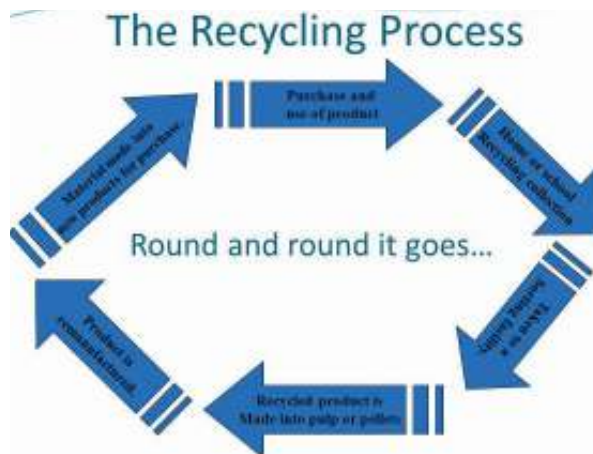 The Recycling Process
Purchase and
use of product
Home or school
Recycling collection
Taken to a
Sorting facility
Recycled product is
Made into pulp or pellets
Product is
remanufactured.
Material made into
new products for purchase
Round and round it goes...